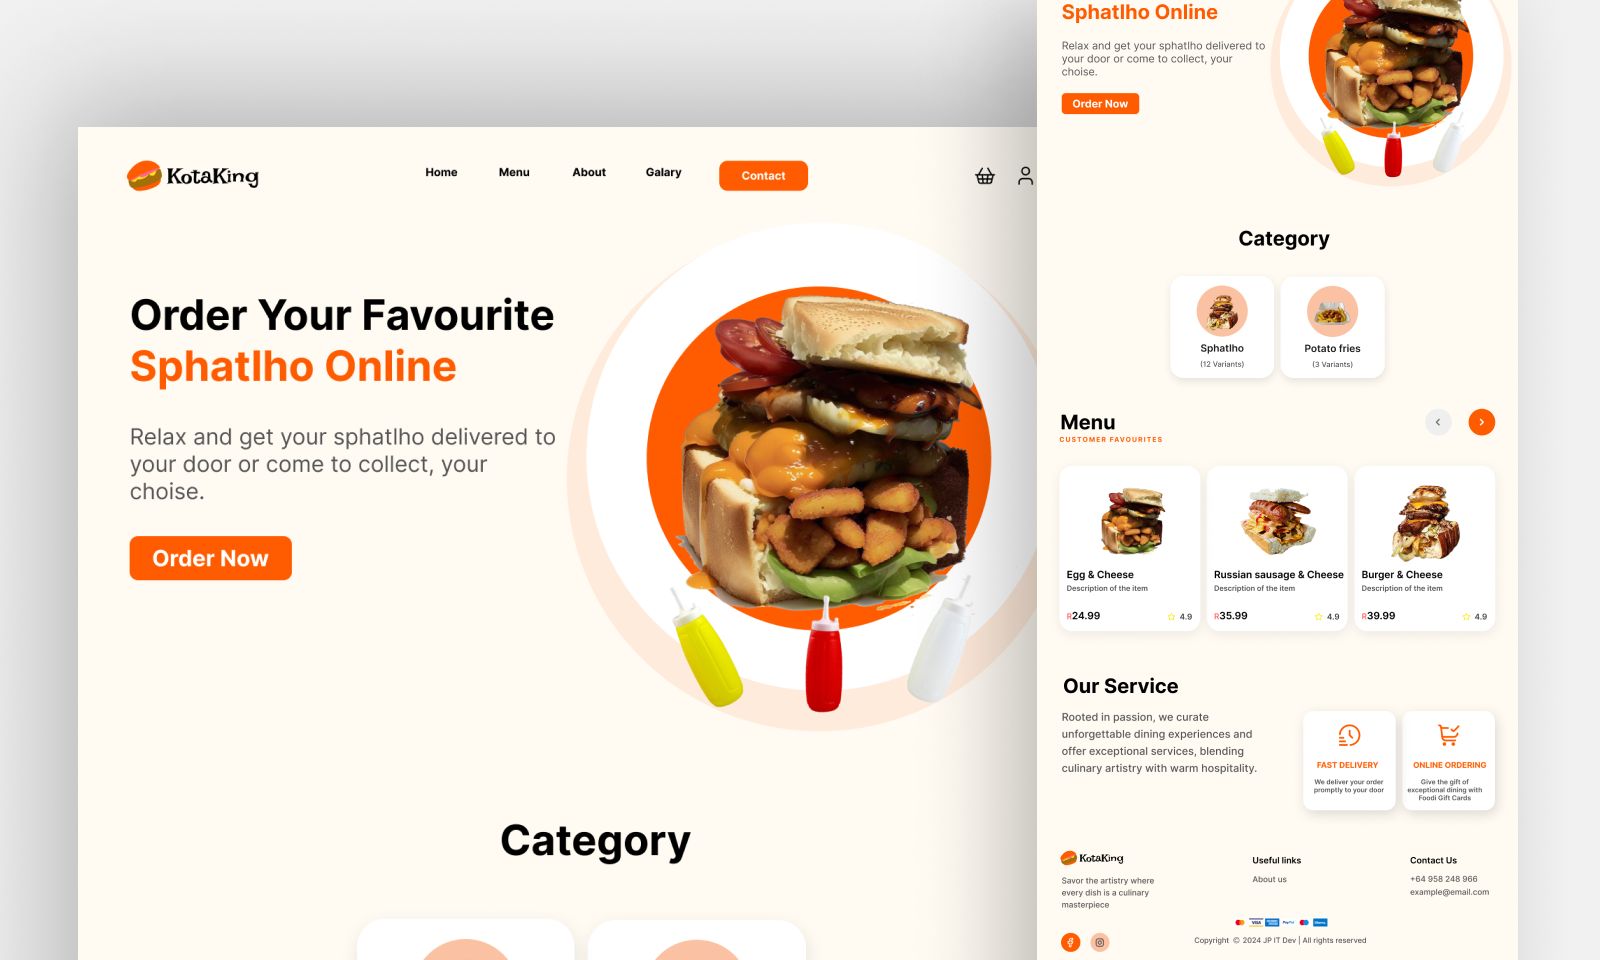 KotaKing
Home
Menu
About
Galary
Contact
Order Your Favourite
Sphatlho Online
Relax and get your sphatlho delivered to
your door or come to collect, your
choise.
Order Now
Category
Sphatlho Online
Relax and get your sphatlho delivered to
your door or come to collect, your
choise.
Order Now
Category
Sphatlho
(12 Variants)
Potato fries
(3 Variants)
Menu
CUSTOMER FAVOURITES
Egg & Cheese
Description of the item
R24.99
4.9
Russian sausage & Cheese
Description of the item
R35.99
4.9
Burger & Cheese
Description of the item
R39.99
4.9
Our Service
Rooted in passion, we curate
unforgettable dining experiences and
offer exceptional services, blending
culinary artistry with warm hospitality.
FAST DELIVERY
We deliver your order
promptly to your door
ONLINE ORDERING
Give the gift of
exceptional dining with
Foodi Gift Cards
KotaKing
Savor the artistry where
every dish is a culinary
masterpiece
Useful links
About us
Contact Us
+64 958 248 966
example@email.com
VISA
PayPal
Copyright © 2024 JP IT Dev | All rights reserved